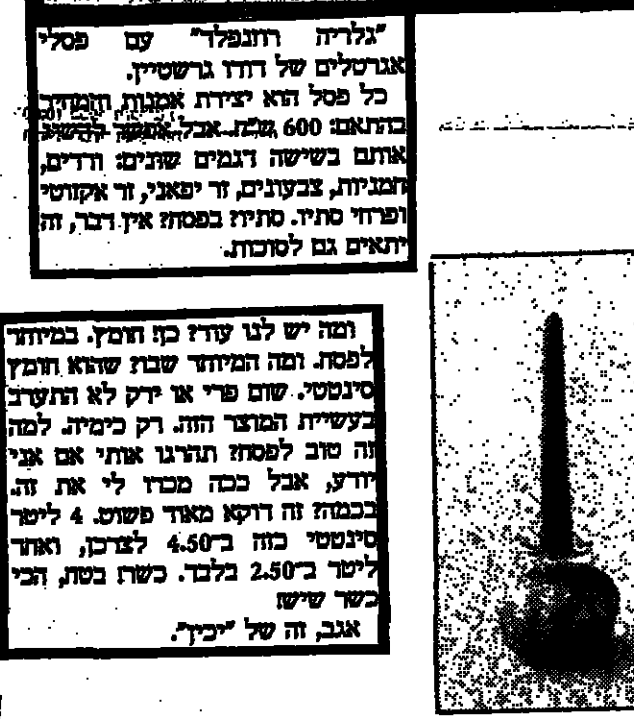 "גלריה רוזנפלד" עם פסלי
אגרטלים של דודו גרשטיין.
כל פסל הוא יצירת אמנות והמחיר
בהתאם: 600 ש"ח. אבל אפשר להשיג
אותם בשישה דגמים שונים: ורדים,
חמניות, צבעונים, זר יפאני, זר אקזוטי
ופרחי סתיו. סתיו? בפסח? אין דבר, זה
יתאים גם לסוכות.
ומה יש לנו עוד? כן! חומץ. במיוחד
לפסח. ומה המיוחד שבו? שהוא חומץ
סינטטי. שום פרי או ירק לא התערב
בעשיית המוצר הזה. רק כימיה. למה
זה טוב לפסח? תהרגו אותי אם אני
יודע, אבל ככה מכרו לי את זה.
בכמה? זה דוקא מאוד פשוט. 4 ליטר
סינטטי כזה ב־4.50 לצרכן, ואחד
ליטר ב־2.50 בלבד. כשר! בטח, הכי
כשר שיש!
אגב, זה של "יכין".